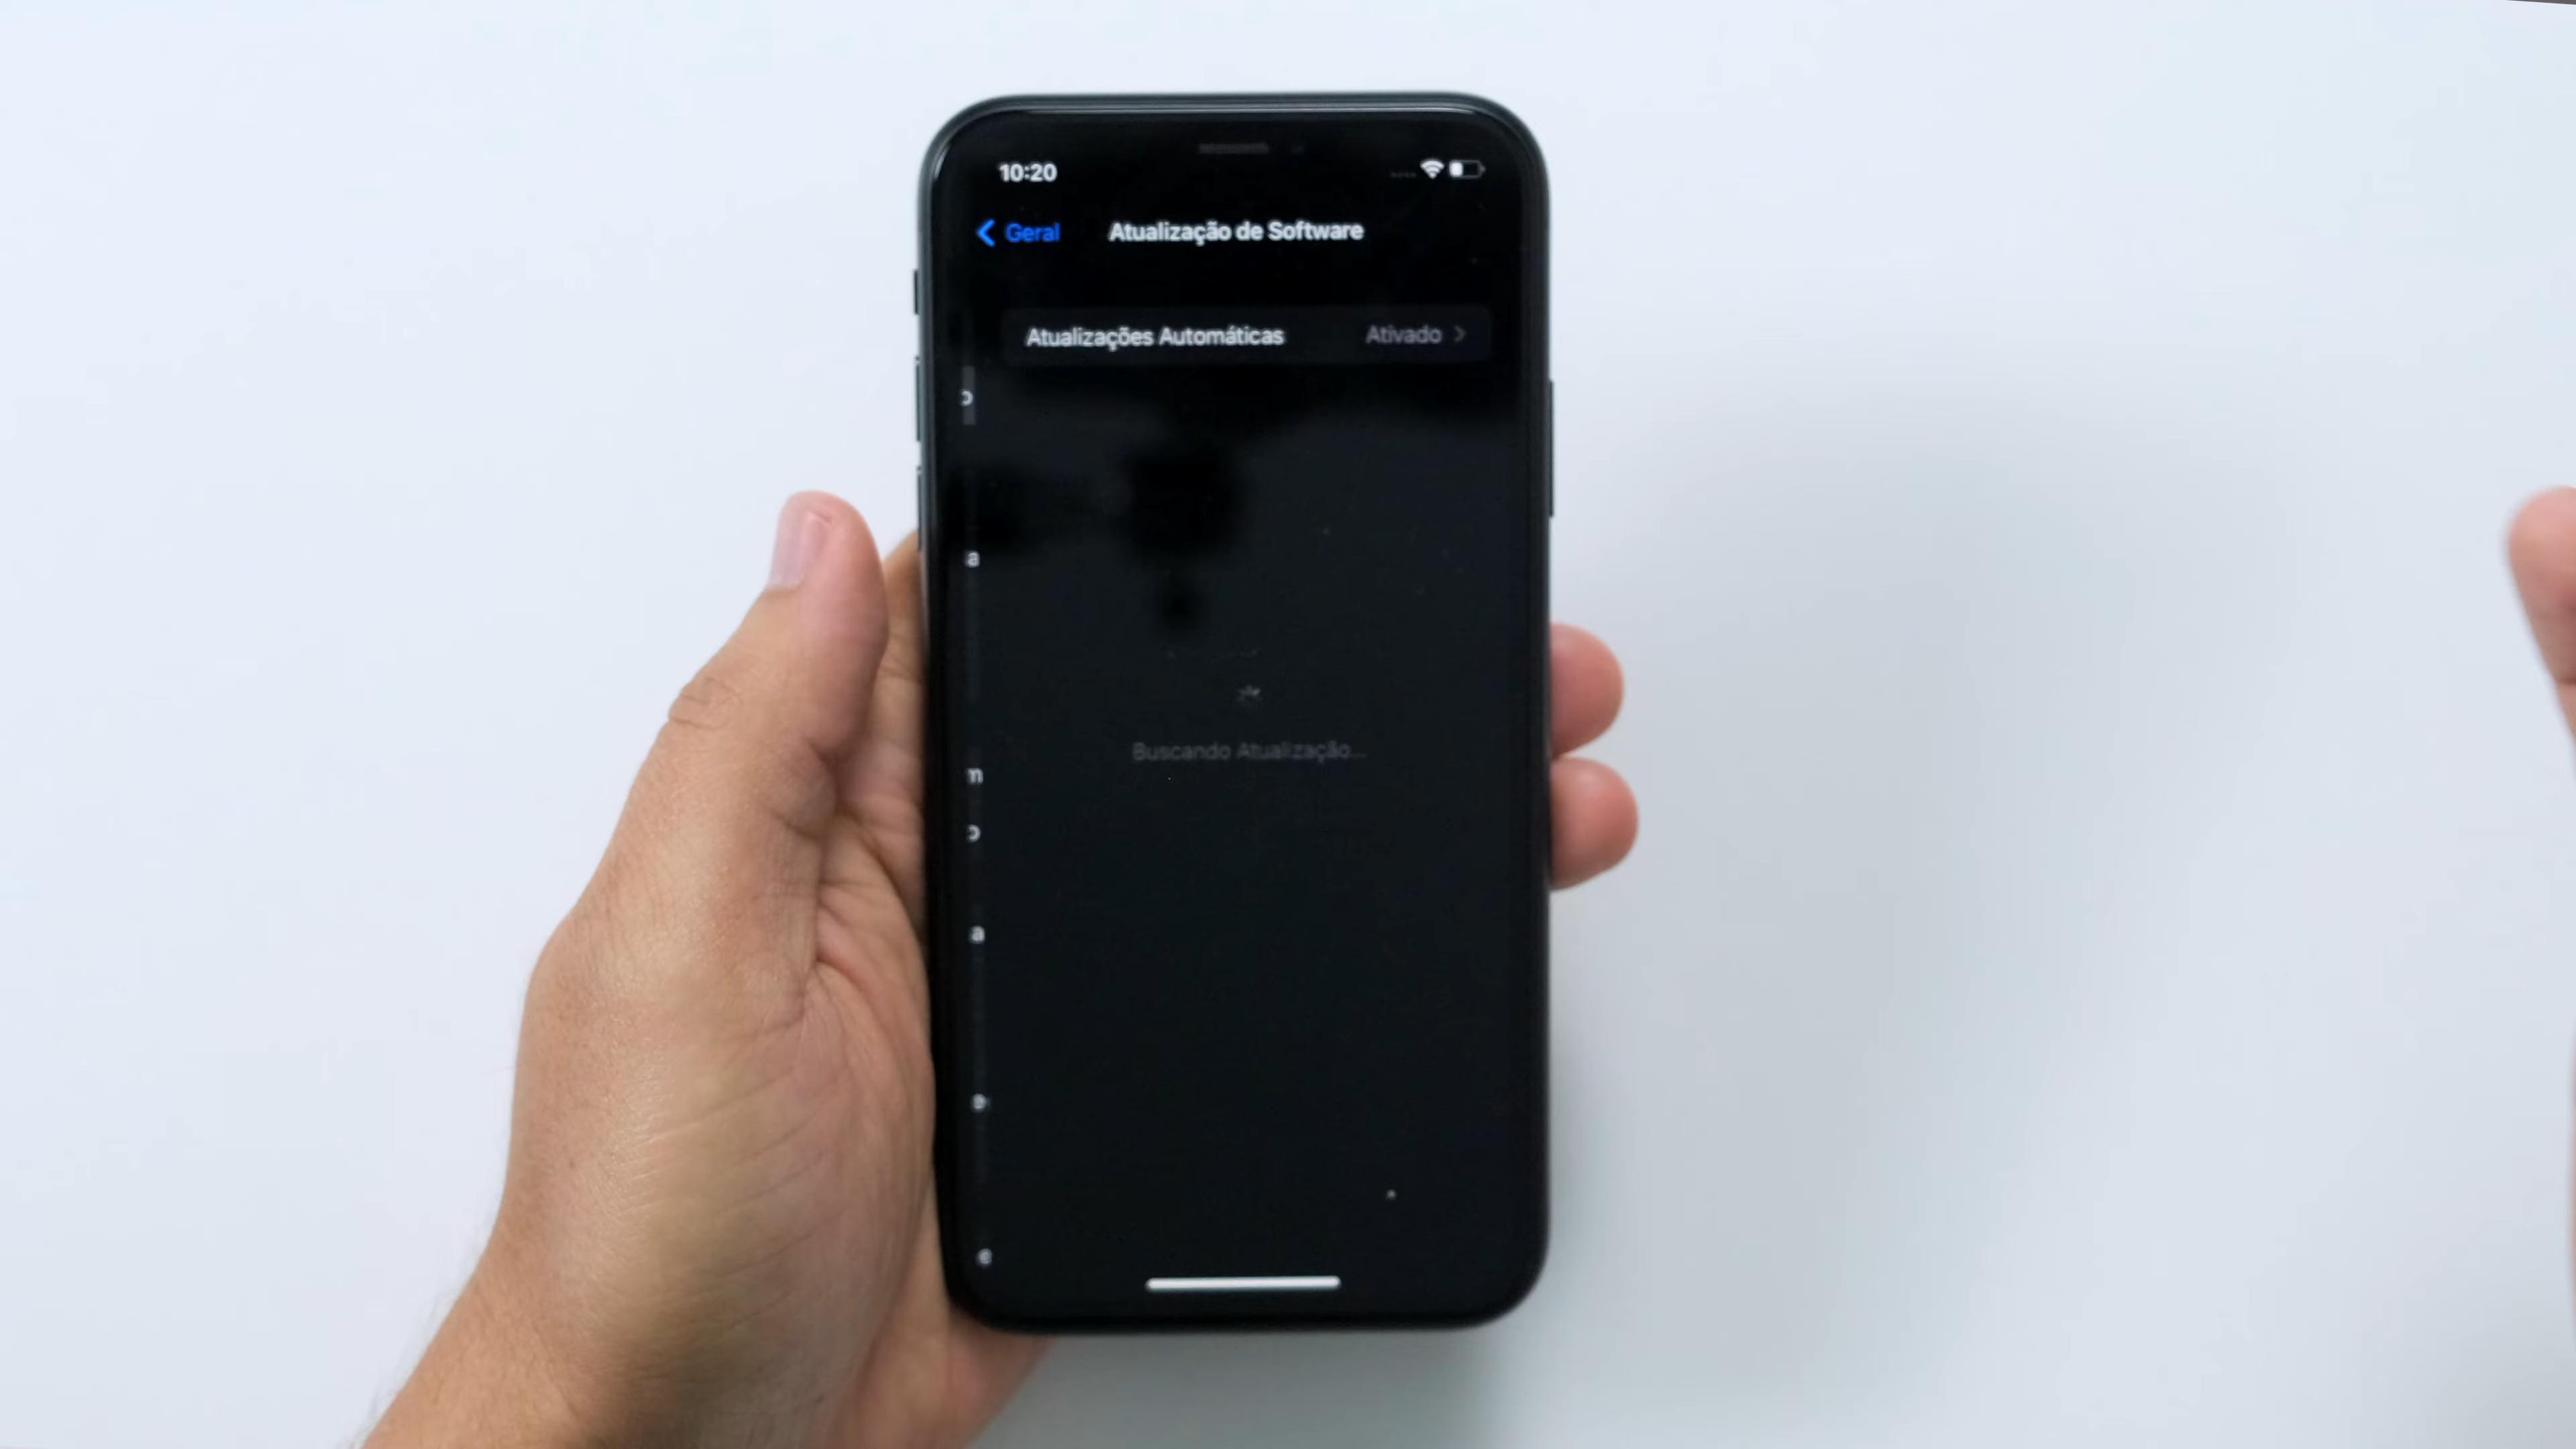 10:20
Geral
Atualização de Software
Atualizações Automáticas
Ativado
o
a
Buscando Atualização...
m
o
a
e
e